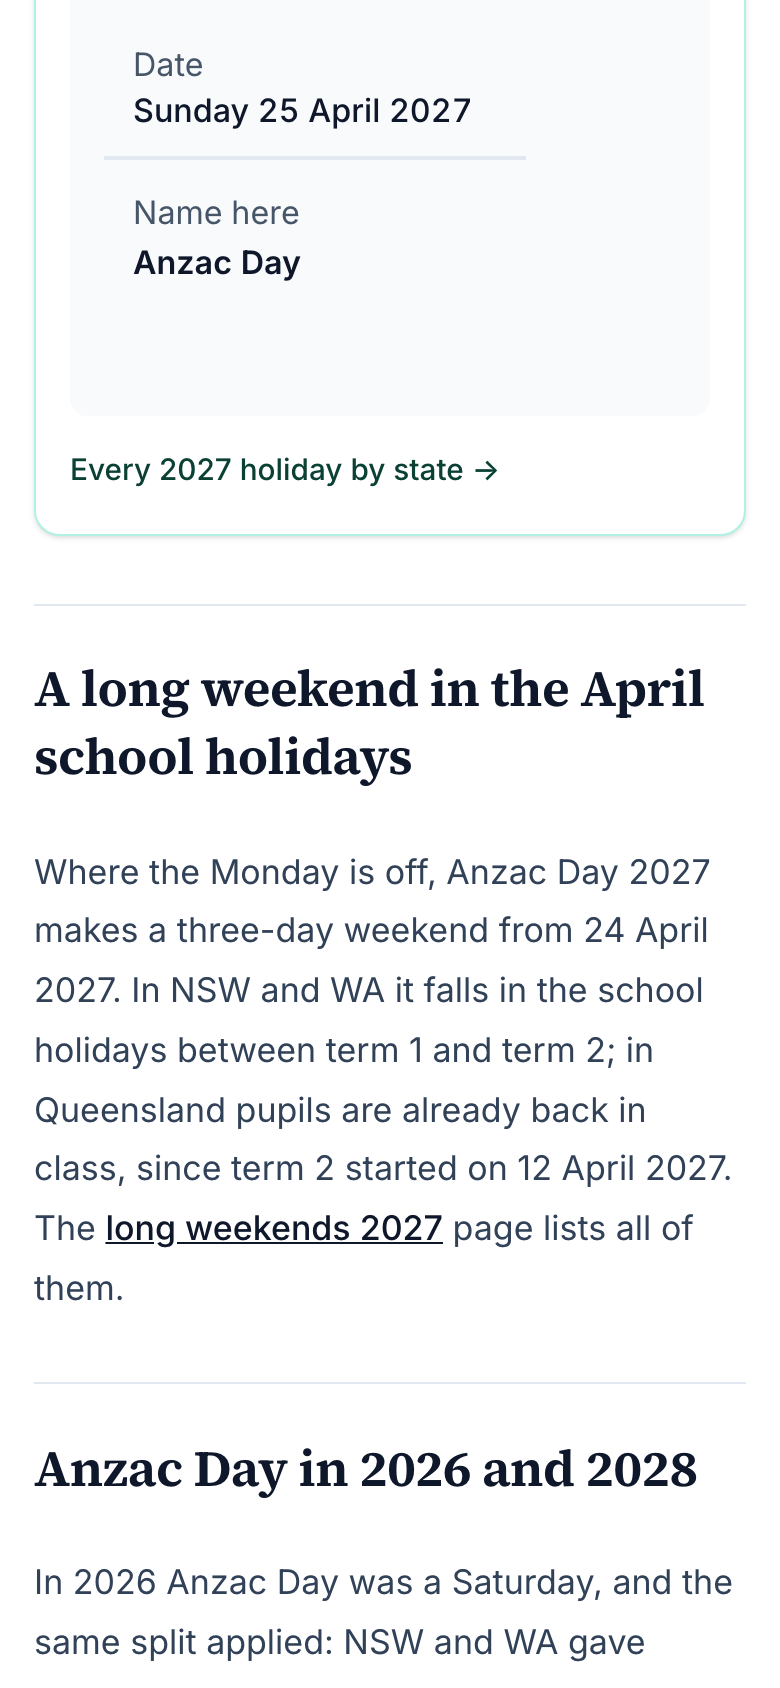 Date
Sunday 25 April 2027
Name here
Anzac Day
Every 2027 holiday by state →
A long weekend in the April
school holidays
Where the Monday is off, Anzac Day 2027
makes a three-day weekend from 24 April
2027. In NSW and WA it falls in the school
holidays between term 1 and term 2; in
Queensland pupils are already back in
class, since term 2 started on 12 April 2027.
The long weekends 2027 page lists all of
them.
Anzac Day in 2026 and 2028
In 2026 Anzac Day was a Saturday, and the
same split applied: NSW and WA gave